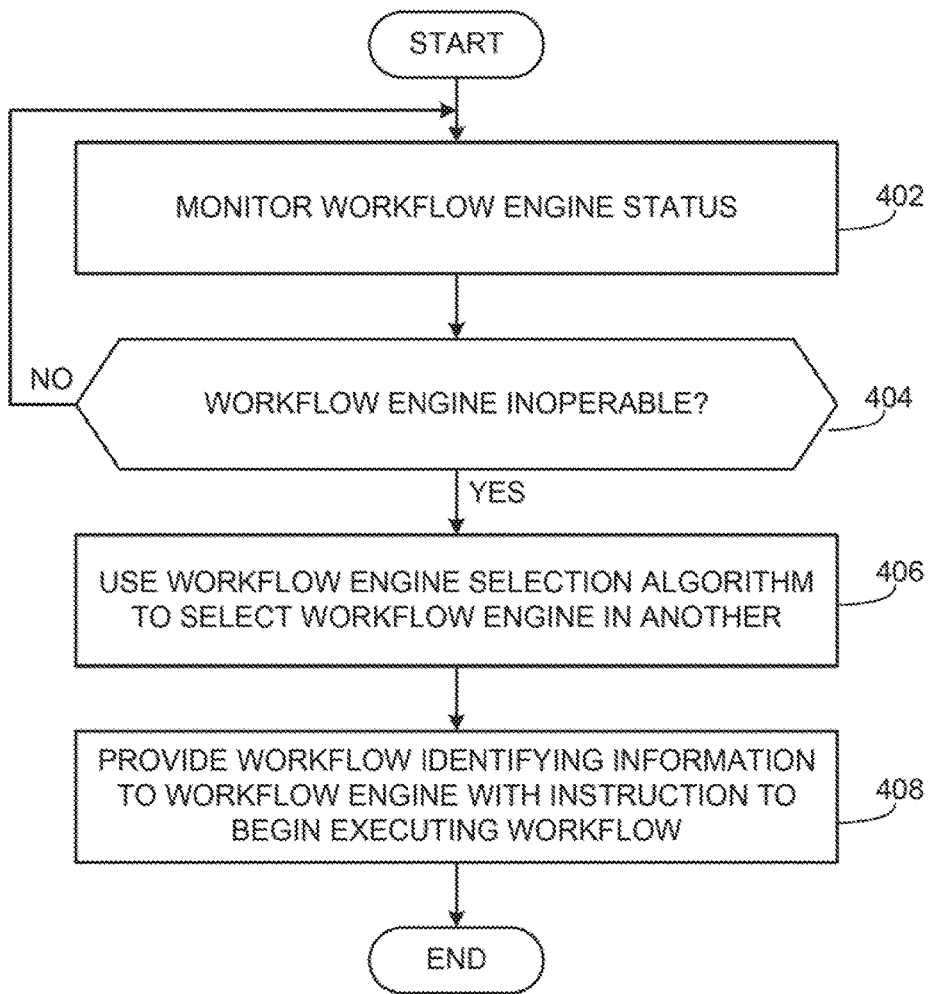 START
MONITOR WORKFLOW ENGINE STATUS
402
NO
WORKFLOW ENGINE INOPERABLE?
404
YES
USE WORKFLOW ENGINE SELECTION ALGORITHM
TO SELECT WORKFLOW ENGINE IN ANOTHER
406
PROVIDE WORKFLOW IDENTIFYING INFORMATION
TO WORKFLOW ENGINE WITH INSTRUCTION TO
BEGIN EXECUTING WORKFLOW
408
END